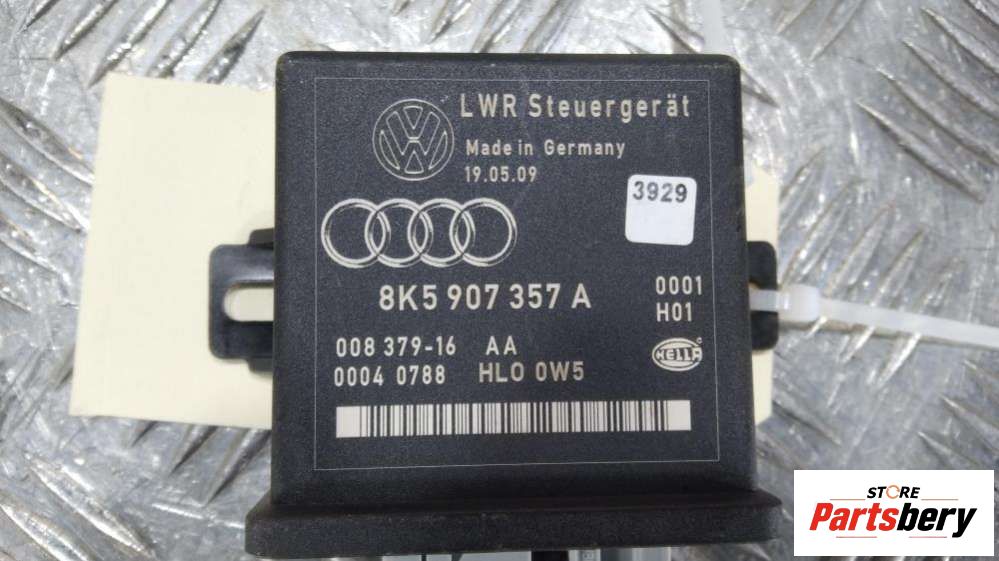 LWR Steuergerät
Made in Germany
19.05.09
3929
8K5 907 357 A
0001
H01
008 379-16 AA
0004 0788 HLO 0W5
HELLA
STORE
Partsbery